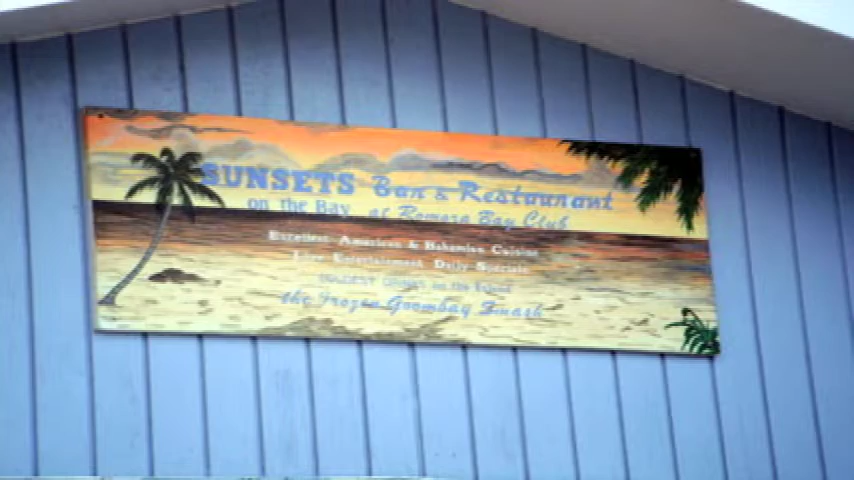 SUNSETS Bar & Restaurant
on the Bay at Romora Bay Club
Excellent American & Bahamian Cuisine
Live Entertainment Daily Specials
on the Island
the Frozen Goombay Smash